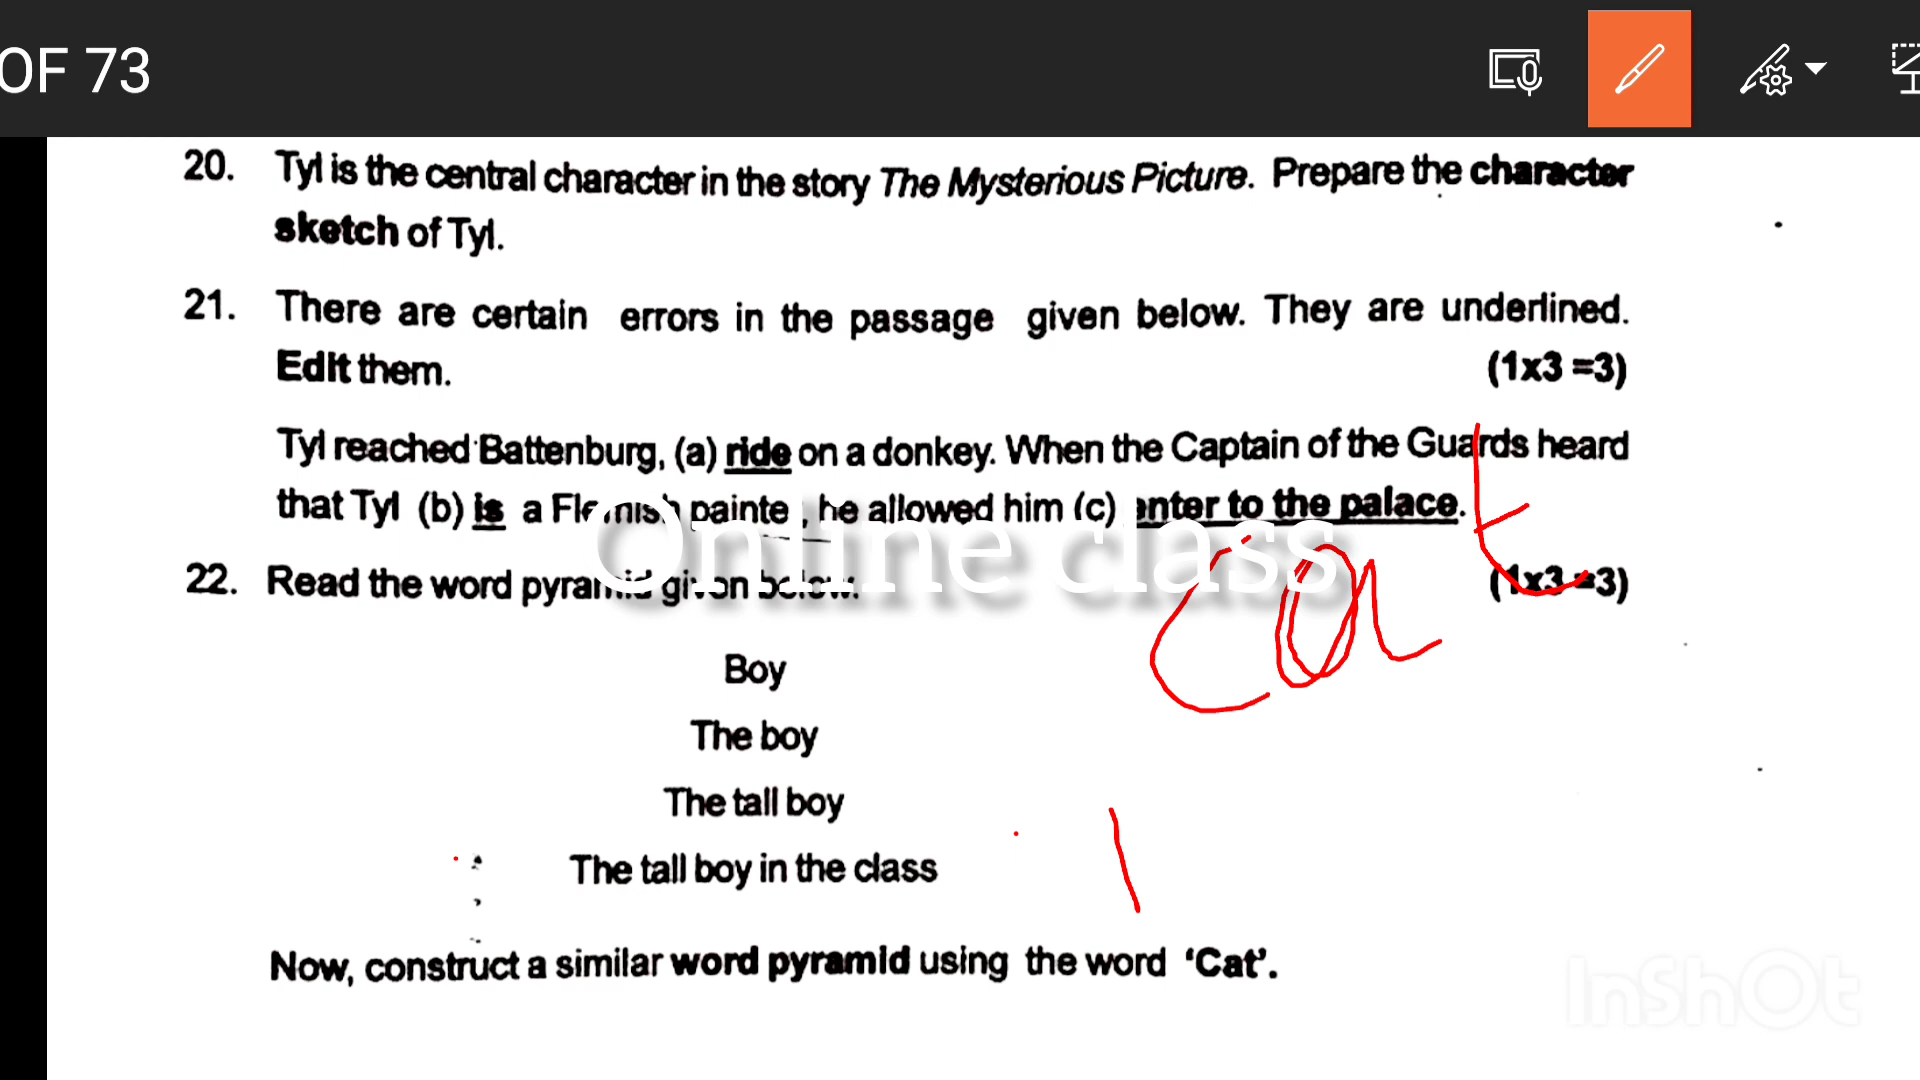 OF 73
20. Tyl is the central character in the story The Mysterious Picture. Prepare the character
sketch of Tyl.
21. There are certain errors in the passage given below. They are underlined.
Edit them. (1x3 =3)
Tyl reached Battenburg, (a) ride on a donkey. When the Captain of the Guards heard
that Tyl (b) is a Flemish painte, he allowed him (c) enter to the palace.
Online class
cat
22. Read the word pyramid given below. (1x3 =3)
Boy
The boy
The tall boy
The tall boy in the class
Now, construct a similar word pyramid using the word ‘Cat’.
InShOt